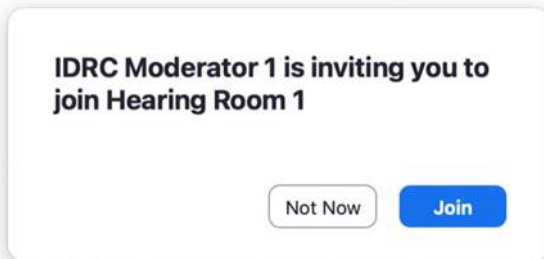 IDRC Moderator 1 is inviting you to
join Hearing Room 1
Not Now
Join